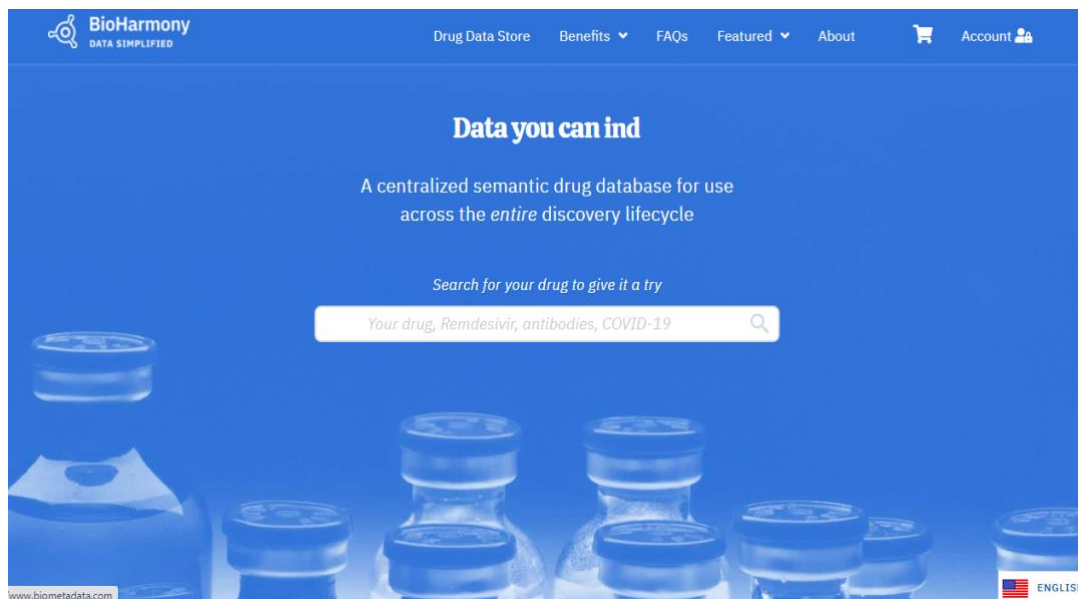 BioHarmony
DATA SIMPLIFIED
Drug Data Store Benefits FAQs Featured About Account
Data you can ind
A centralized semantic drug database for use
across the entire discovery lifecycle
Search for your drug to give it a try
Your drug, Remdesivir, antibodies, COVID-19
www.biometadata.com
ENGLISH